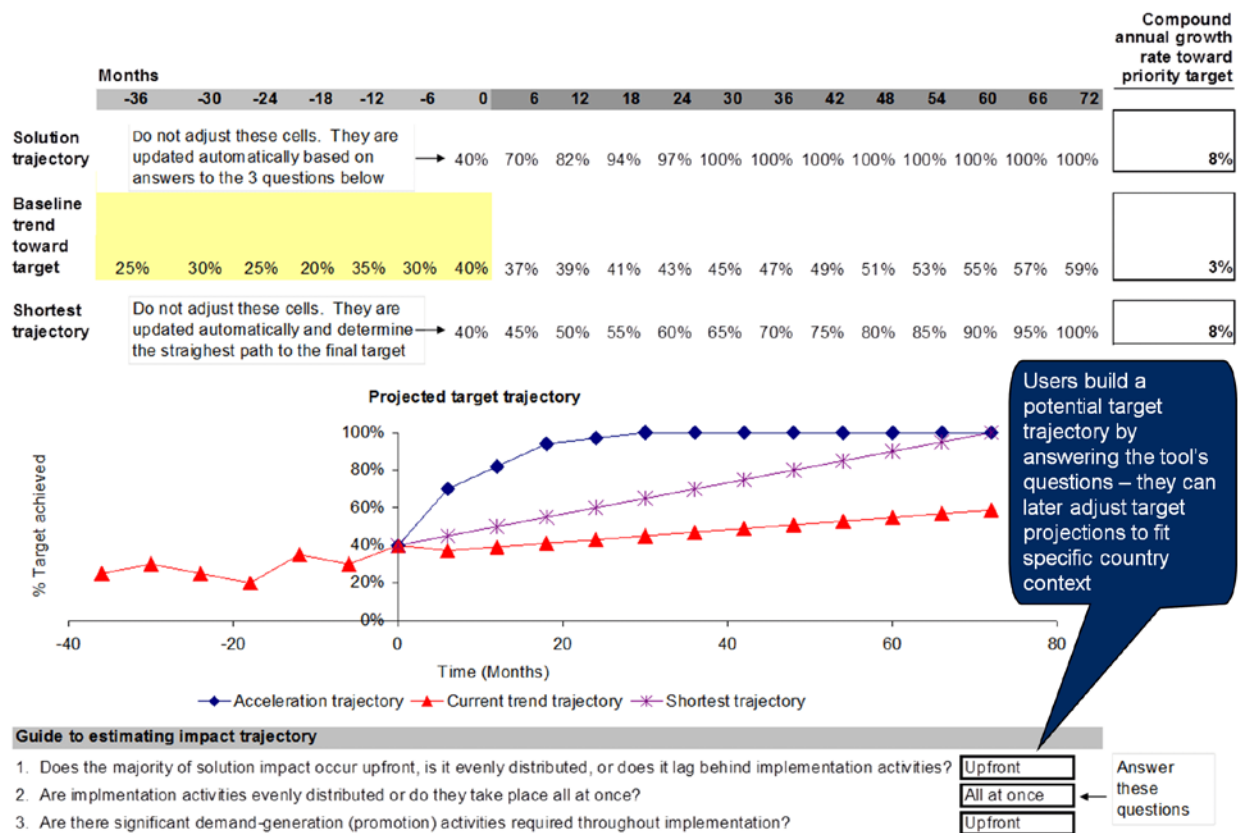 Compound
annual growth
rate toward
priority target
Months
-36 -30 -24 -18 -12 -6 0 6 12 18 24 30 36 42 48 54 60 66 72
Solution
trajectory
Do not adjust these cells. They are
updated automatically based on
answers to the 3 questions below
40% 70% 82% 94% 97% 100% 100% 100% 100% 100% 100% 100% 100%
8%
Baseline
trend
toward
target
25% 30% 25% 20% 35% 30% 40% 37% 39% 41% 43% 45% 47% 49% 51% 53% 55% 57% 59%
3%
Shortest
trajectory
Do not adjust these cells. They are
updated automatically and determine
the straighest path to the final target
40% 45% 50% 55% 60% 65% 70% 75% 80% 85% 90% 95% 100%
8%
Projected target trajectory
% Target achieved
100%
80%
60%
40%
20%
0%
-40 -20 0 20 40 60 80
Time (Months)
Acceleration trajectory Current trend trajectory Shortest trajectory
Users build a
potential target
trajectory by
answering the tool's
questions – they can
later adjust target
projections to fit
specific country
context
Guide to estimating impact trajectory
1. Does the majority of solution impact occur upfront, is it evenly distributed, or does it lag behind implementation activities? Upfront
2. Are implmentation activities evenly distributed or do they take place all at once? All at once
3. Are there significant demand-generation (promotion) activities required throughout implementation? Upfront
Answer
these
questions